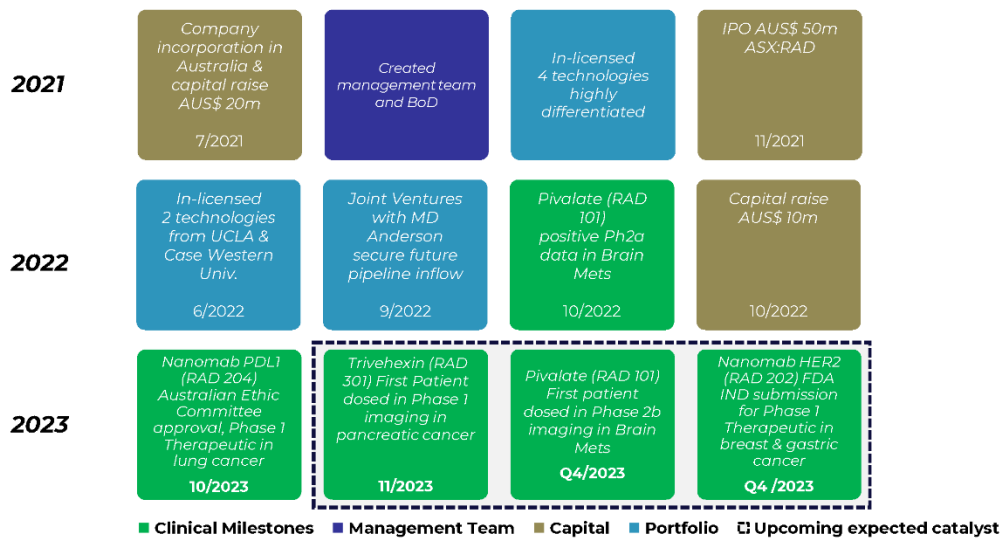 2021
Company
incorporation in
Australia &
capital raise
AUS$ 20m
7/2021
Created
management team
and BoD
In-licensed
4 technologies
highly
differentiated
IPO AUS$ 50m
ASX:RAD
11/2021
2022
In-licensed
2 technologies
from UCLA &
Case Western
Univ.
6/2022
Joint Ventures
with MD
Anderson
secure future
pipeline inflow
9/2022
Pivalate (RAD
101)
positive Ph2a
data in Brain
Mets
10/2022
Capital raise
AUS$ 10m
10/2022
2023
Nanomab PDL1
(RAD 204)
Australian Ethic
Committee
approval, Phase 1
Therapeutic in
lung cancer
10/2023
Trivehexin (RAD
301) First Patient
dosed in Phase 1
imaging in
pancreatic cancer
11/2023
Pivalate (RAD 101)
First patient
dosed in Phase 2b
imaging in Brain
Mets
Q4/2023
Nanomab HER2
(RAD 202) FDA
IND submission
for Phase 1
Therapeutic in
breast & gastric
cancer
Q4 /2023
Clinical Milestones Management Team Capital Portfolio Upcoming expected catalyst